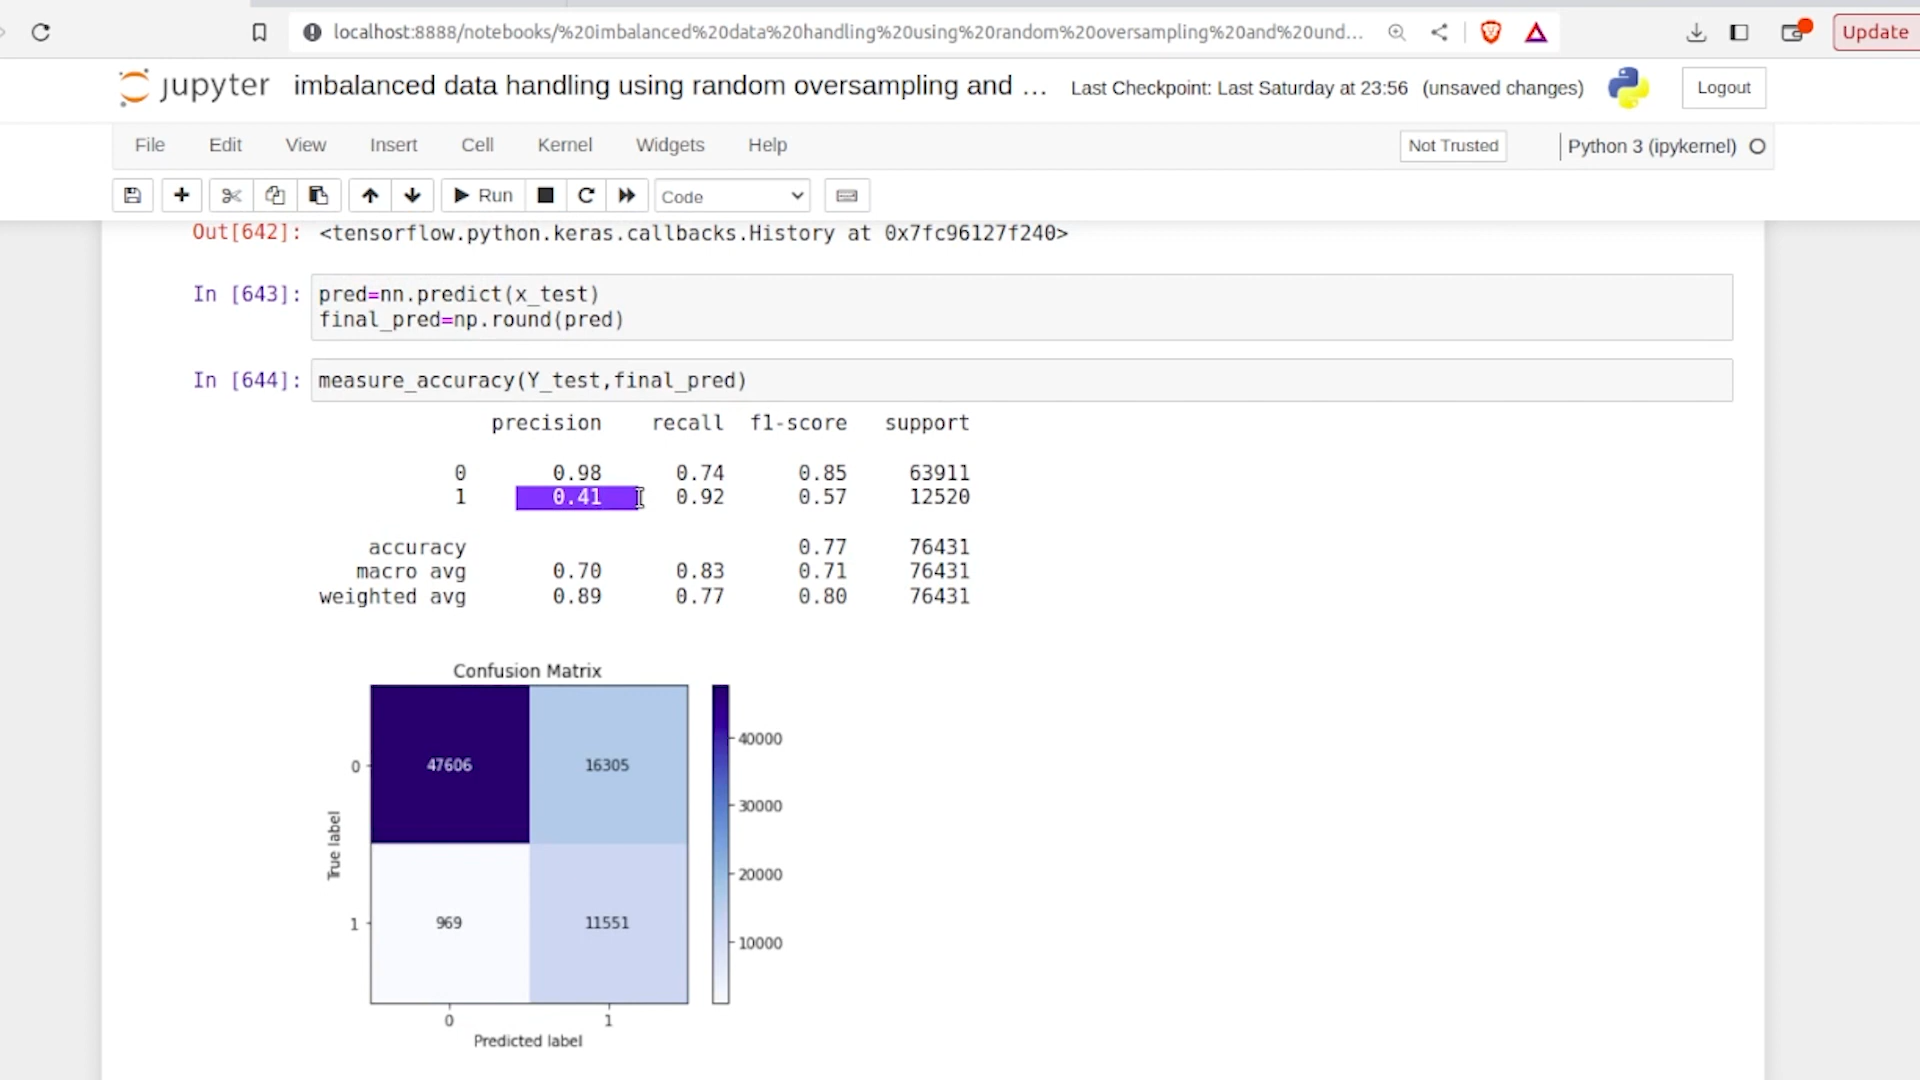 localhost:8888/notebooks/%20imbalanced%20data%20handling%20using%20random%20oversampling%20and%20und...
Update
jupyter imbalanced data handling using random oversampling and ... Last Checkpoint: Last Saturday at 23:56 (unsaved changes) Logout
File Edit View Insert Cell Kernel Widgets Help Not Trusted Python 3 (ipykernel)
Run Code
Out[642]: <tensorflow.python.keras.callbacks.History at 0x7fc96127f240>
In [643]: pred=nn.predict(x_test)
final_pred=np.round(pred)
In [644]: measure_accuracy(Y_test,final_pred)
precision recall f1-score support
0 0.98 0.74 0.85 63911
1 0.41 0.92 0.57 12520
accuracy 0.77 76431
macro avg 0.70 0.83 0.71 76431
weighted avg 0.89 0.77 0.80 76431
Confusion Matrix
40000
0 47606 16305
30000
True label
20000
1 969 11551
10000
0 1
Predicted label